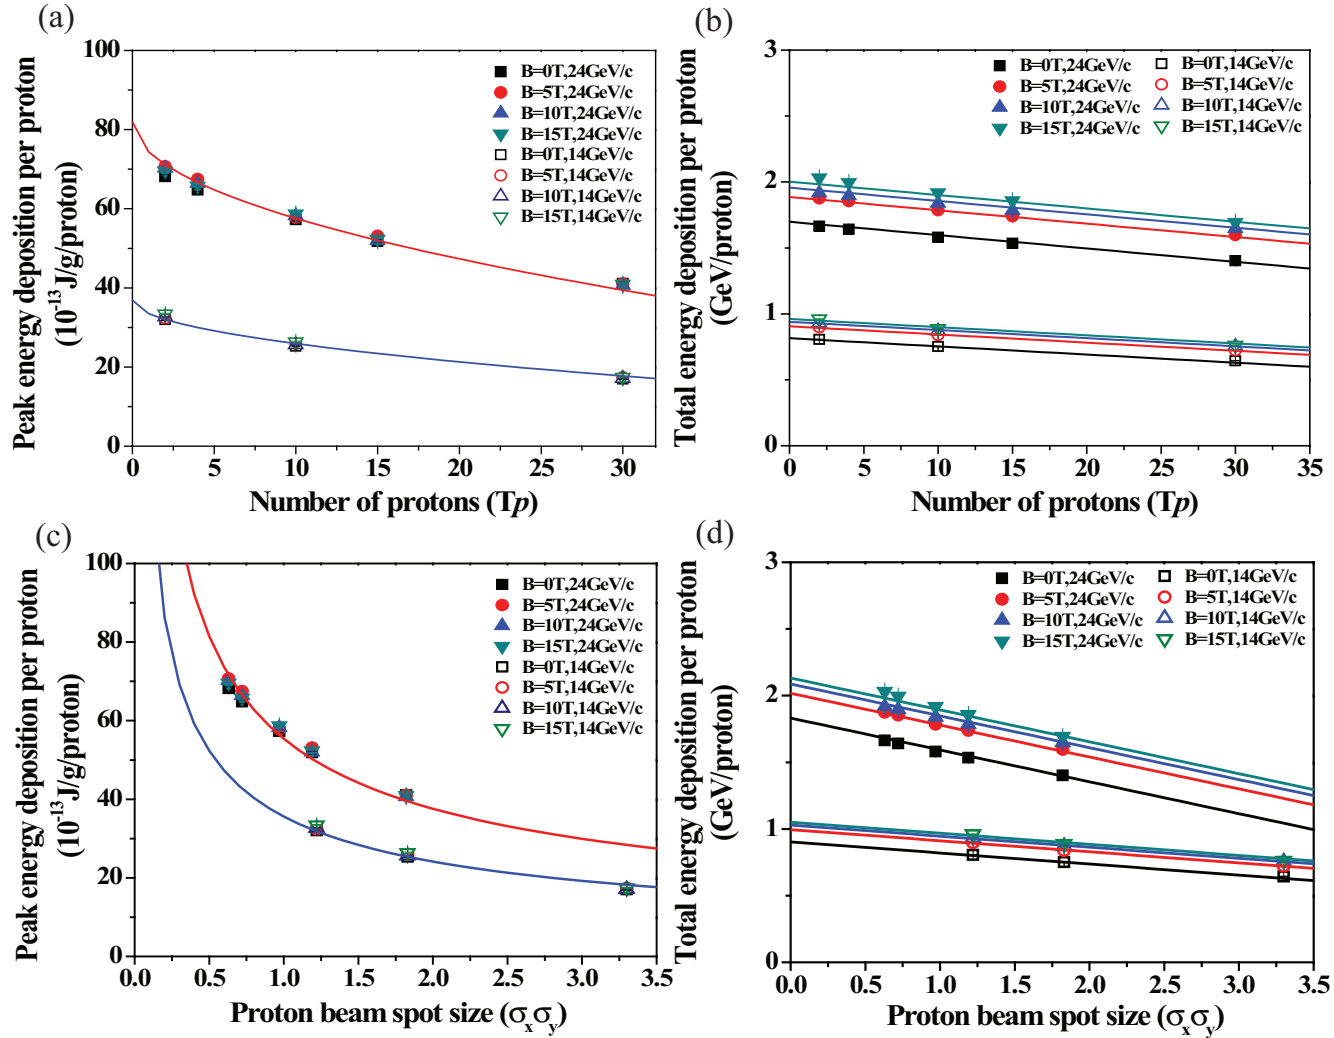 (a)
Peak energy deposition per proton
(10⁻¹³J/g/proton)
100
80
60
40
20
0
B=0T,24GeV/c
B=5T,24GeV/c
B=10T,24GeV/c
B=15T,24GeV/c
B=0T,14GeV/c
B=5T,14GeV/c
B=10T,14GeV/c
B=15T,14GeV/c
0 5 10 15 20 25 30
Number of protons (Tp)
(b)
Total energy deposition per proton
(GeV/proton)
3
2
1
0
B=0T,24GeV/c
B=5T,24GeV/c
B=10T,24GeV/c
B=15T,24GeV/c
B=0T,14GeV/c
B=5T,14GeV/c
B=10T,14GeV/c
B=15T,14GeV/c
0 5 10 15 20 25 30 35
Number of protons (Tp)
(c)
Peak energy deposition per proton
(10⁻¹³J/g/proton)
100
80
60
40
20
0
B=0T,24GeV/c
B=5T,24GeV/c
B=10T,24GeV/c
B=15T,24GeV/c
B=0T,14GeV/c
B=5T,14GeV/c
B=10T,14GeV/c
B=15T,14GeV/c
0.0 0.5 1.0 1.5 2.0 2.5 3.0 3.5
Proton beam spot size (σₓσᵧ)
(d)
Total energy deposition per proton
(GeV/proton)
3
2
1
0
B=0T,24GeV/c
B=5T,24GeV/c
B=10T,24GeV/c
B=15T,24GeV/c
B=0T,14GeV/c
B=5T,14GeV/c
B=10T,14GeV/c
B=15T,14GeV/c
0.0 0.5 1.0 1.5 2.0 2.5 3.0 3.5
Proton beam spot size (σₓσᵧ)